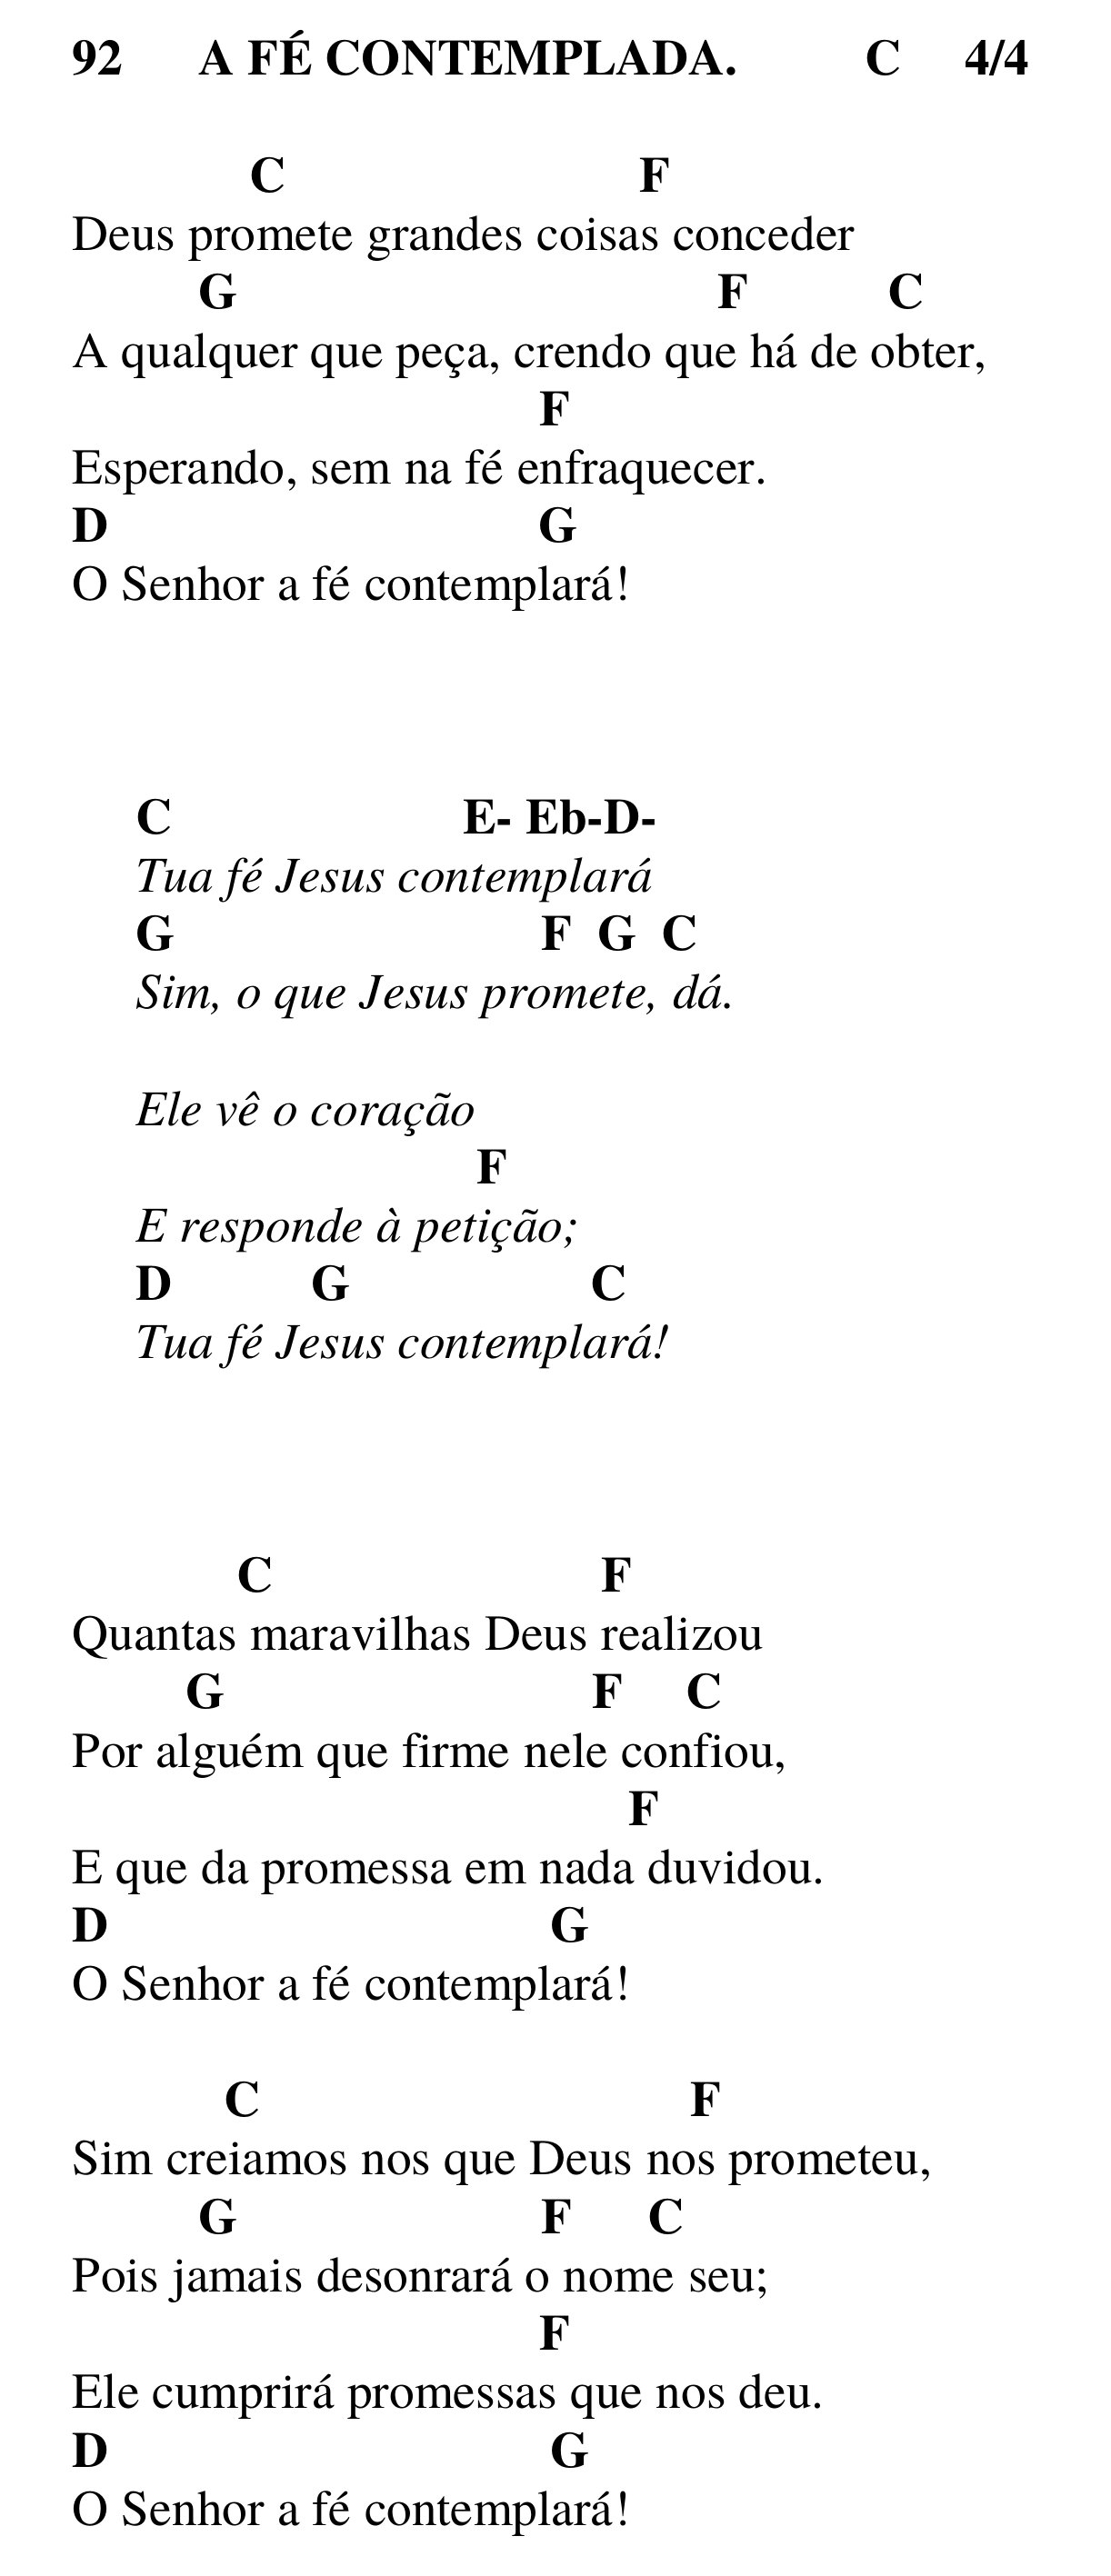 92 A FÉ CONTEMPLADA. C 4/4
C F
Deus promete grandes coisas conceder
G F C
A qualquer que peça, crendo que há de obter,
F
Esperando, sem na fé enfraquecer.
D G
O Senhor a fé contemplará!
C E- Eb-D-
Tua fé Jesus contemplará
G F G C
Sim, o que Jesus promete, dá.
Ele vê o coração
F
E responde à petição;
D G C
Tua fé Jesus contemplará!
C F
Quantas maravilhas Deus realizou
G F C
Por alguém que firme nele confiou,
F
E que da promessa em nada duvidou.
D G
O Senhor a fé contemplará!
C F
Sim creiamos nos que Deus nos prometeu,
G F C
Pois jamais desonrará o nome seu;
F
Ele cumprirá promessas que nos deu.
D G
O Senhor a fé contemplará!